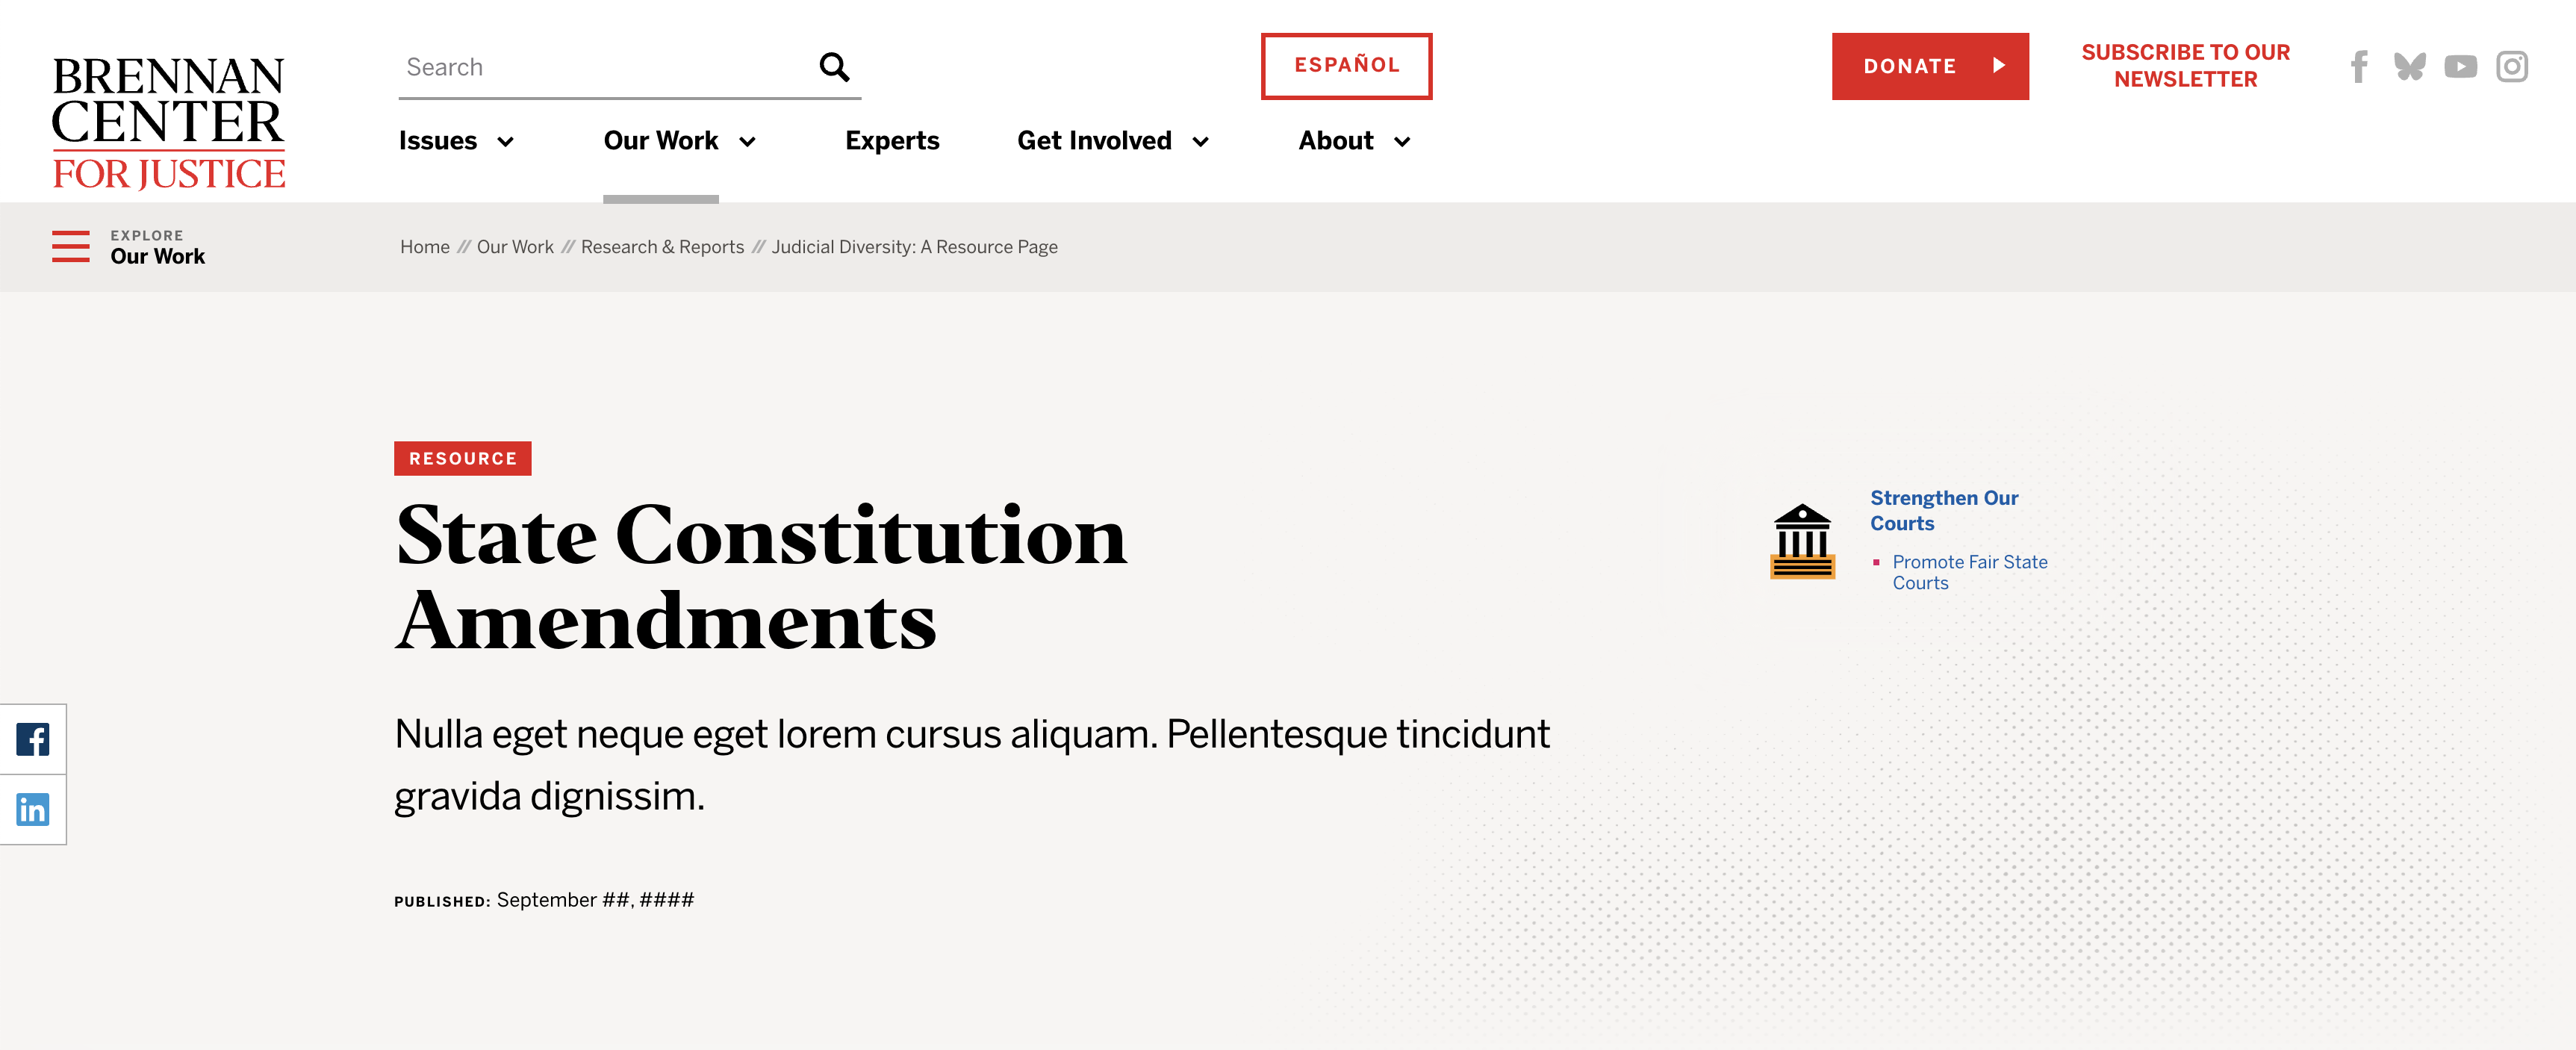 BRENNAN
CENTER
FOR JUSTICE
Search
ESPAÑOL
DONATE
SUBSCRIBE TO OUR
NEWSLETTER
Issues
Our Work
Experts
Get Involved
About
EXPLORE
Our Work
Home // Our Work // Research & Reports // Judicial Diversity: A Resource Page
RESOURCE
State Constitution
Amendments
Strengthen Our
Courts
Promote Fair State
Courts
Nulla eget neque eget lorem cursus aliquam. Pellentesque tincidunt
gravida dignissim.
PUBLISHED: September ##, ####